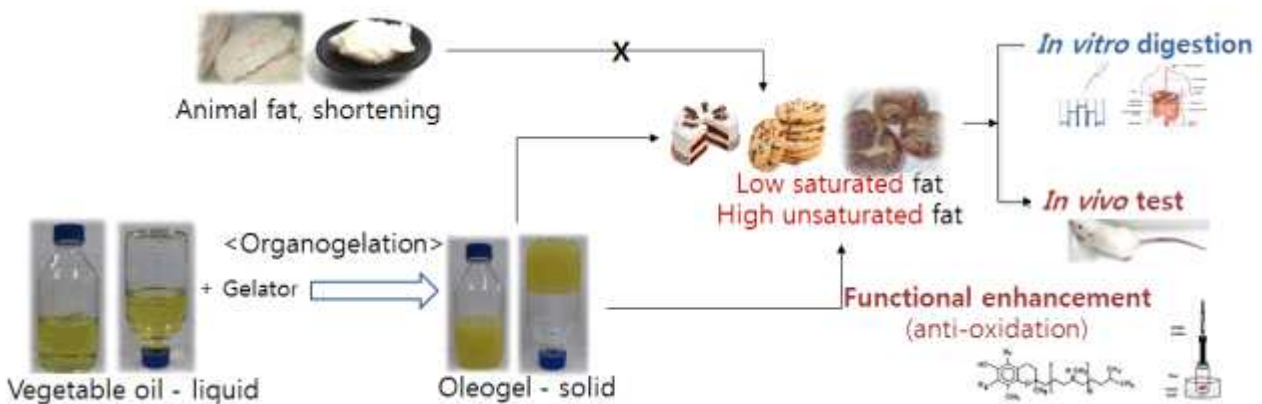 In vitro digestion
X
Animal fat, shortening
Low saturated fat
High unsaturated fat
In vivo test
<Organogelation>
+ Gelator
Functional enhancement
(anti-oxidation)
Vegetable oil - liquid
Oleogel - solid